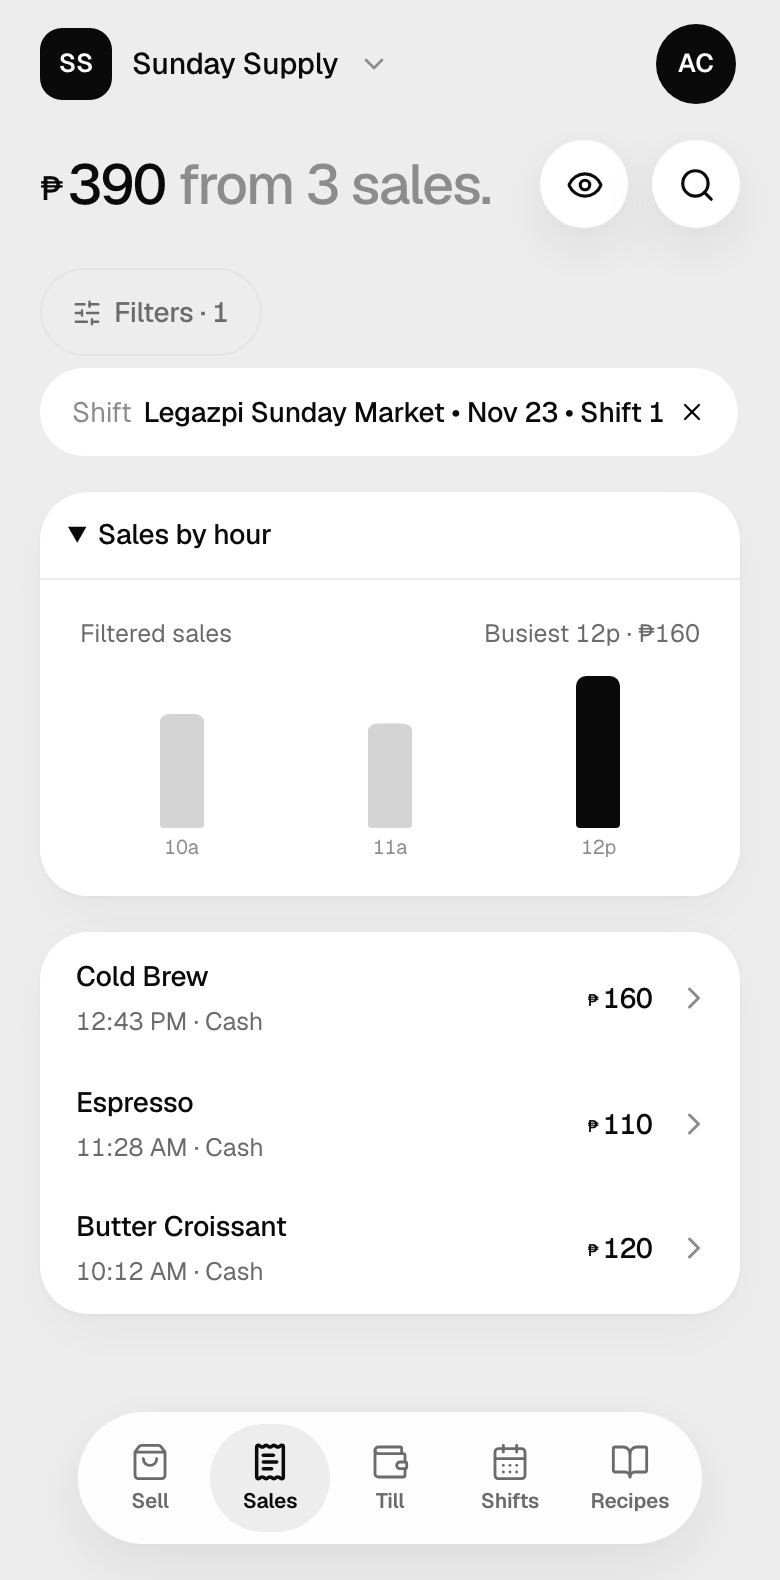 SS Sunday Supply AC
₱390 from 3 sales.
Filters · 1
Shift Legazpi Sunday Market • Nov 23 • Shift 1
Sales by hour
Filtered sales Busiest 12p · ₱160
10a 11a 12p
Cold Brew
₱160
12:43 PM · Cash
Espresso
₱110
11:28 AM · Cash
Butter Croissant
₱120
10:12 AM · Cash
Sell Sales Till Shifts Recipes